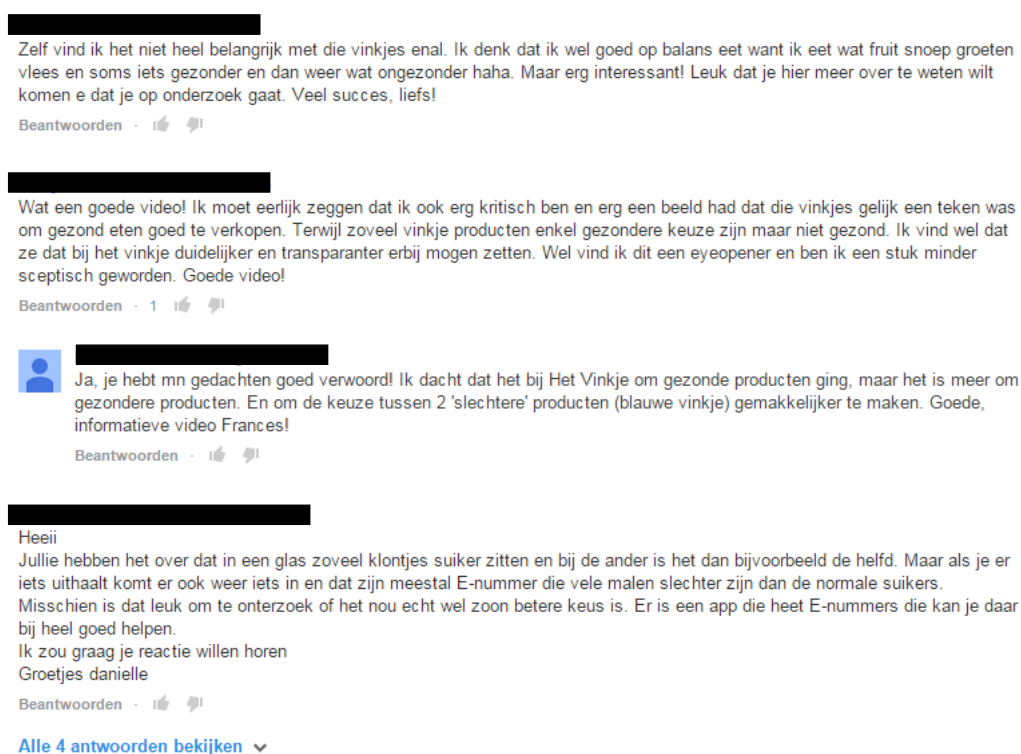 Zelf vind ik het niet heel belangrijk met die vinkjes enal. Ik denk dat ik wel goed op balans eet want ik eet wat fruit snoep groeten
vlees en soms iets gezonder en dan weer wat ongezonder haha. Maar erg interessant! Leuk dat je hier meer over te weten wilt
komen e dat je op onderzoek gaat. Veel succes, liefs!
Beantwoorden ·
Wat een goede video! Ik moet eerlijk zeggen dat ik ook erg kritisch ben en erg een beeld had dat die vinkjes gelijk een teken was
om gezond eten goed te verkopen. Terwijl zoveel vinkje producten enkel gezondere keuze zijn maar niet gezond. Ik vind wel dat
ze dat bij het vinkje duidelijker en transparanter erbij mogen zetten. Wel vind ik dit een eyeopener en ben ik een stuk minder
sceptisch geworden. Goede video!
Beantwoorden · 1
Ja, je hebt mn gedachten goed verwoord! Ik dacht dat het bij Het Vinkje om gezonde producten ging, maar het is meer om
gezondere producten. En om de keuze tussen 2 'slechtere' producten (blauwe vinkje) gemakkelijker te maken. Goede,
informatieve video Frances!
Beantwoorden ·
Heeii
Jullie hebben het over dat in een glas zoveel klontjes suiker zitten en bij de ander is het dan bijvoorbeeld de helfd. Maar als je er
iets uithaalt komt er ook weer iets in en dat zijn meestal E-nummer die vele malen slechter zijn dan de normale suikers.
Misschien is dat leuk om te onterzoek of het nou echt wel zoon betere keus is. Er is een app die heet E-nummers die kan je daar
bij heel goed helpen.
Ik zou graag je reactie willen horen
Groetjes danielle
Beantwoorden ·
Alle 4 antwoorden bekijken